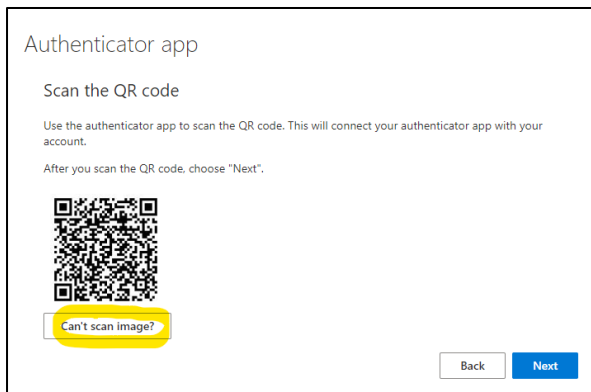 Authenticator app
Scan the QR code
Use the authenticator app to scan the QR code. This will connect your authenticator app with your
account.
After you scan the QR code, choose "Next".
Can't scan image?
Back
Next